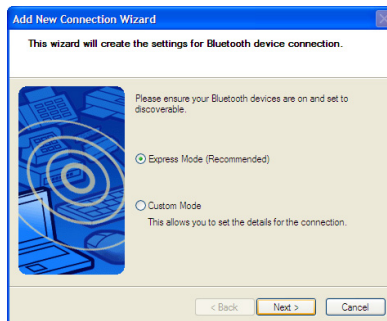 Add New Connection Wizard
This wizard will create the settings for Bluetooth device connection.
Please ensure your Bluetooth devices are on and set to
discoverable.
Express Mode (Recommended)
Custom Mode
This allows you to set the details for the connection.
< Back
Next >
Cancel